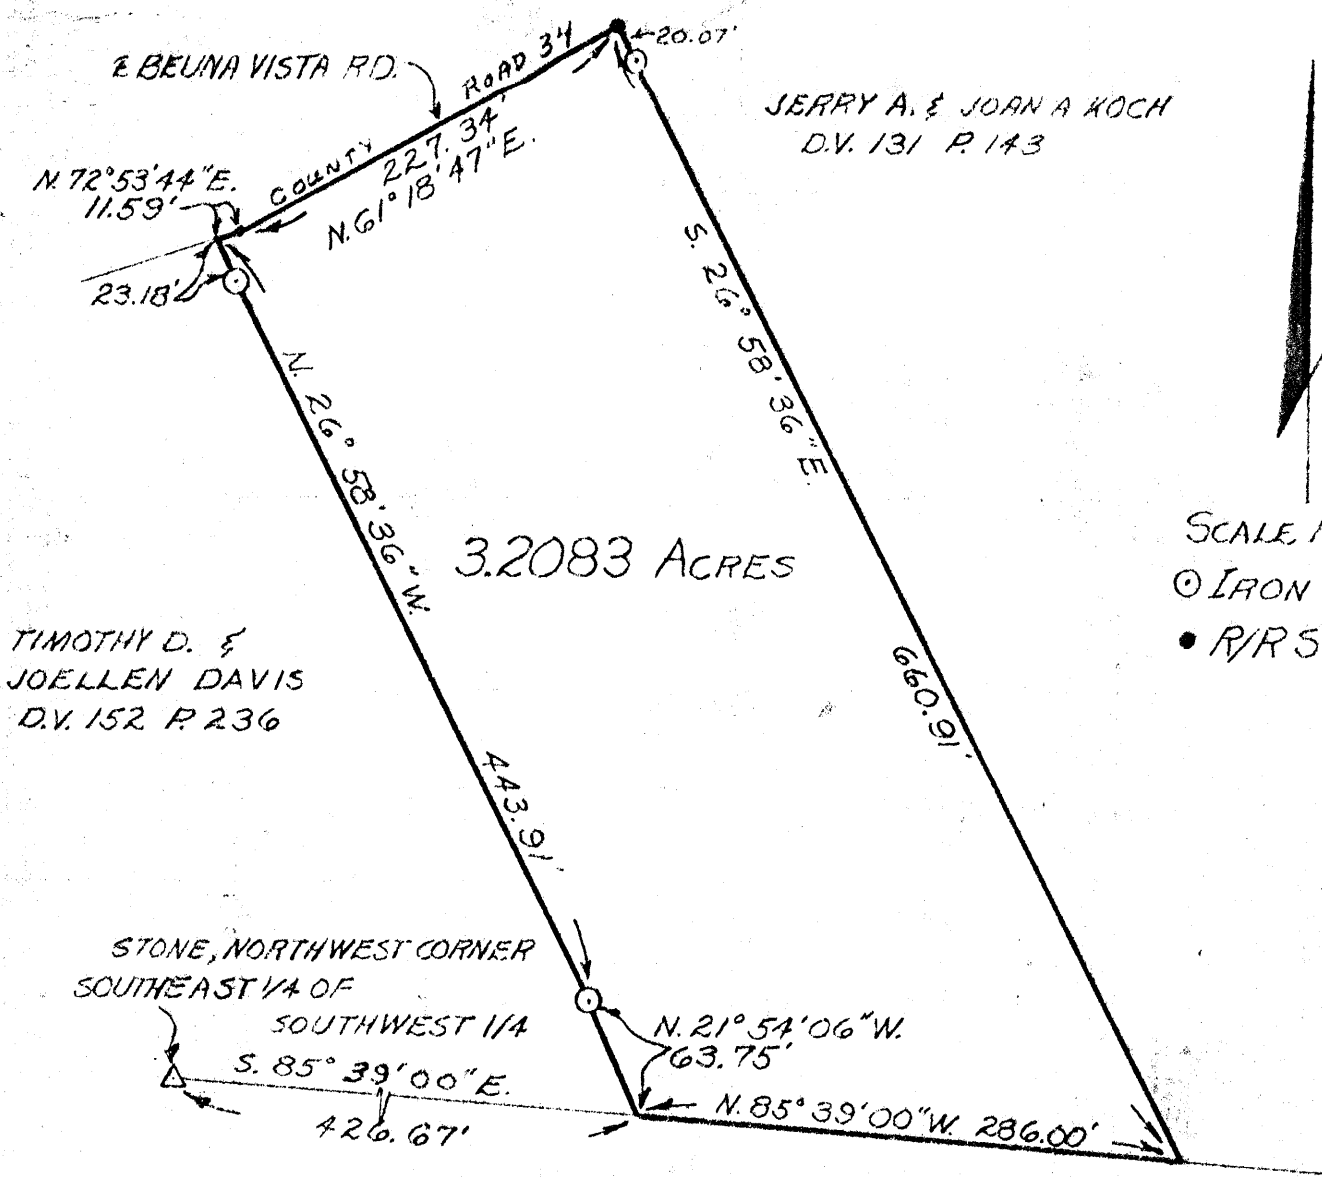 20.07'
℄ BEUNA VISTA RD.
COUNTY ROAD 34
227.34'
N. 61° 18' 47" E.
JERRY A. & JOAN A KOCH
D.V. 131 P. 143
N. 72° 53' 44" E.
11.59'
23.18'
S. 26° 58' 36" E.
N. 26° 58' 36" W.
3.2083 ACRES
SCALE
IRON
R/R S
TIMOTHY D. &
JOELLEN DAVIS
D.V. 152 P. 236
660.91'
443.91'
STONE, NORTHWEST CORNER
SOUTHEAST 1/4 OF
SOUTHWEST 1/4
N. 21° 54' 06" W.
63.75'
S. 85° 39' 00" E.
426.67'
N. 85° 39' 00" W. 286.00'